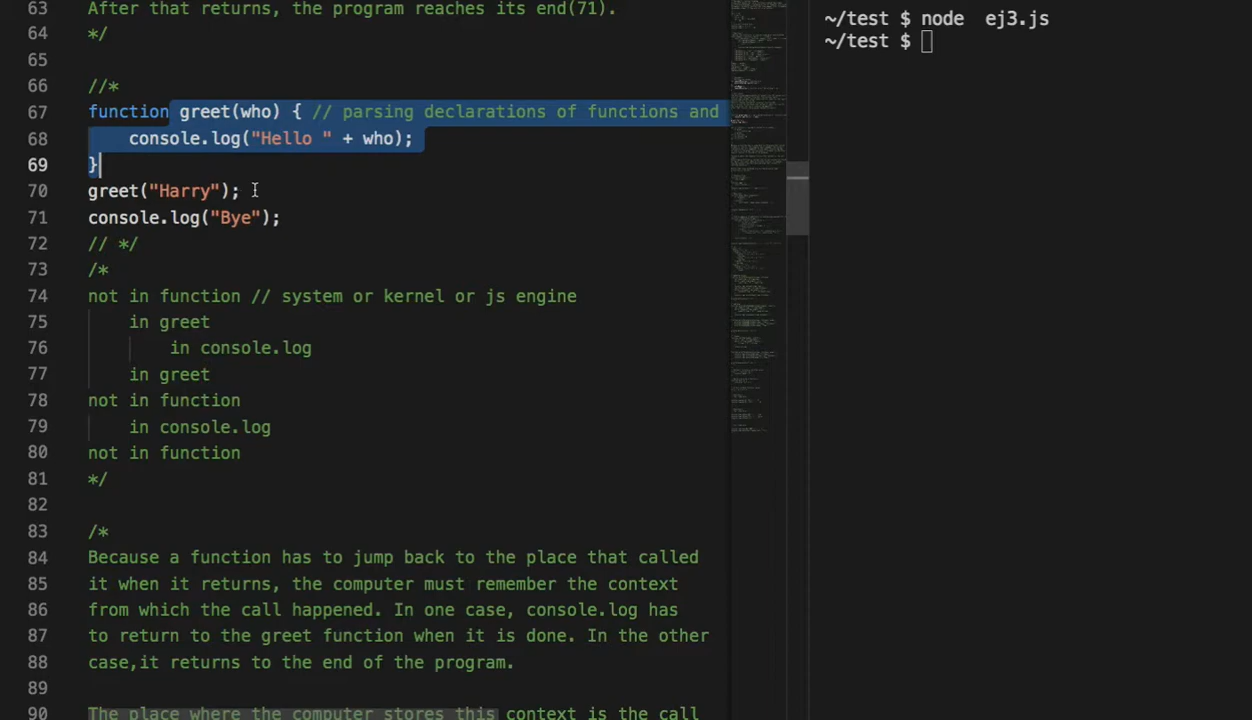 63 After that returns, the program reaches its end(71).
64 */
65
66 //*
67 function greet(who) { // parsing declarations of functions and
68 console.log("Hello " + who);
69 }
70 greet("Harry");
71 console.log("Bye");
72 // */
73 /*
74 not in function // system or kernel or js engine
75 in greet
76 in console.log
77 in greet
78 not in function
79 in console.log
80 not in function
81 */
82
83 /*
84 Because a function has to jump back to the place that called
85 it when it returns, the computer must remember the context
86 from which the call happened. In one case, console.log has
87 to return to the greet function when it is done. In the other
88 case,it returns to the end of the program.
89
90 The place where the computer stores this context is the call
~/test $ node  ej3.js
~/test $